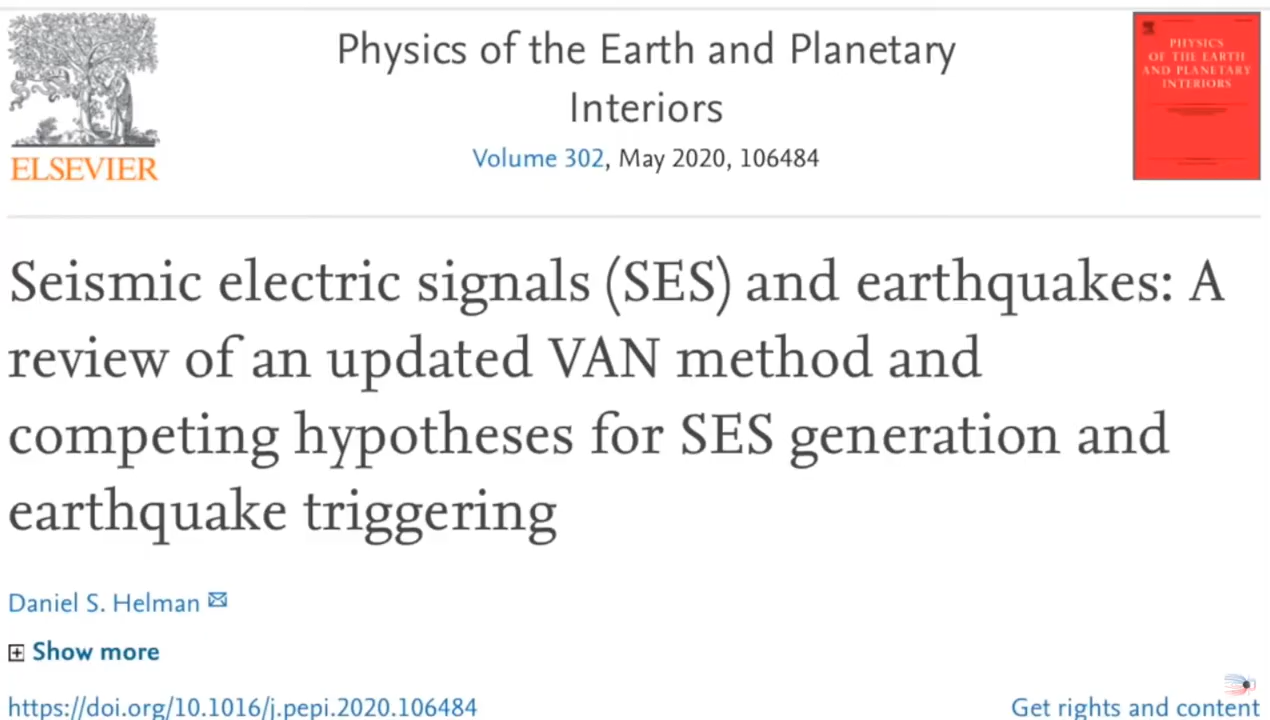 Physics of the Earth and Planetary
Interiors
Volume 302, May 2020, 106484
ELSEVIER
PHYSICS
OF THE EARTH
AND PLANETARY
INTERIORS
Seismic electric signals (SES) and earthquakes: A
review of an updated VAN method and
competing hypotheses for SES generation and
earthquake triggering
Daniel S. Helman
Show more
https://doi.org/10.1016/j.pepi.2020.106484
Get rights and content